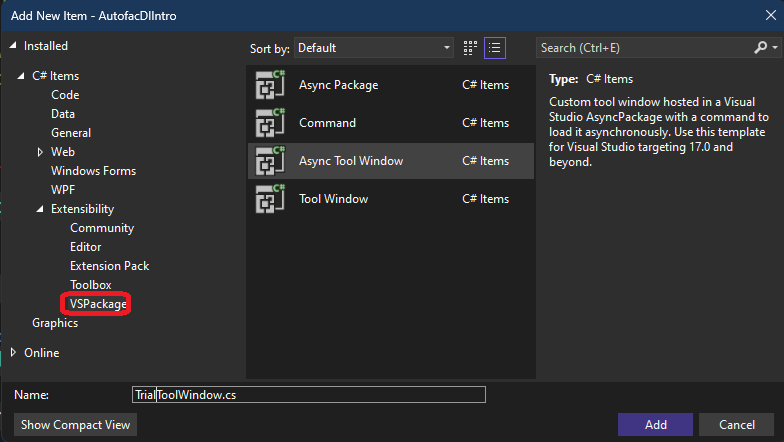 Add New Item - AutofacDIIntro
Installed
Sort by: Default
Search (Ctrl+E)
C# Items
Code
Data
General
Web
Windows Forms
WPF
Extensibility
Community
Editor
Extension Pack
Toolbox
VSPackage
Graphics
Online
Async Package C# Items
Command C# Items
Async Tool Window C# Items
Tool Window C# Items
Type: C# Items
Custom tool window hosted in a Visual
Studio AsyncPackage with a command to
load it asynchronously. Use this template
for Visual Studio targeting 17.0 and
beyond.
Name: TrialToolWindow.cs
Show Compact View
Add
Cancel